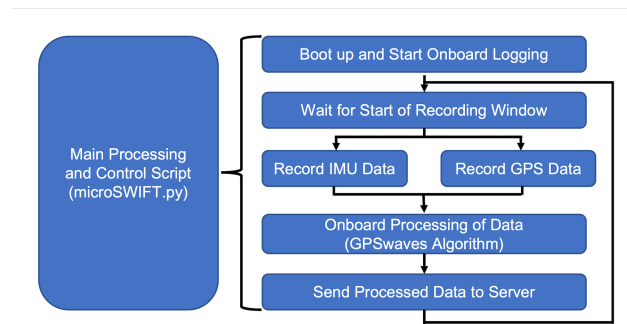 Main Processing
and Control Script
(microSWIFT.py)
Boot up and Start Onboard Logging
Wait for Start of Recording Window
Record IMU Data
Record GPS Data
Onboard Processing of Data
(GPSwaves Algorithm)
Send Processed Data to Server